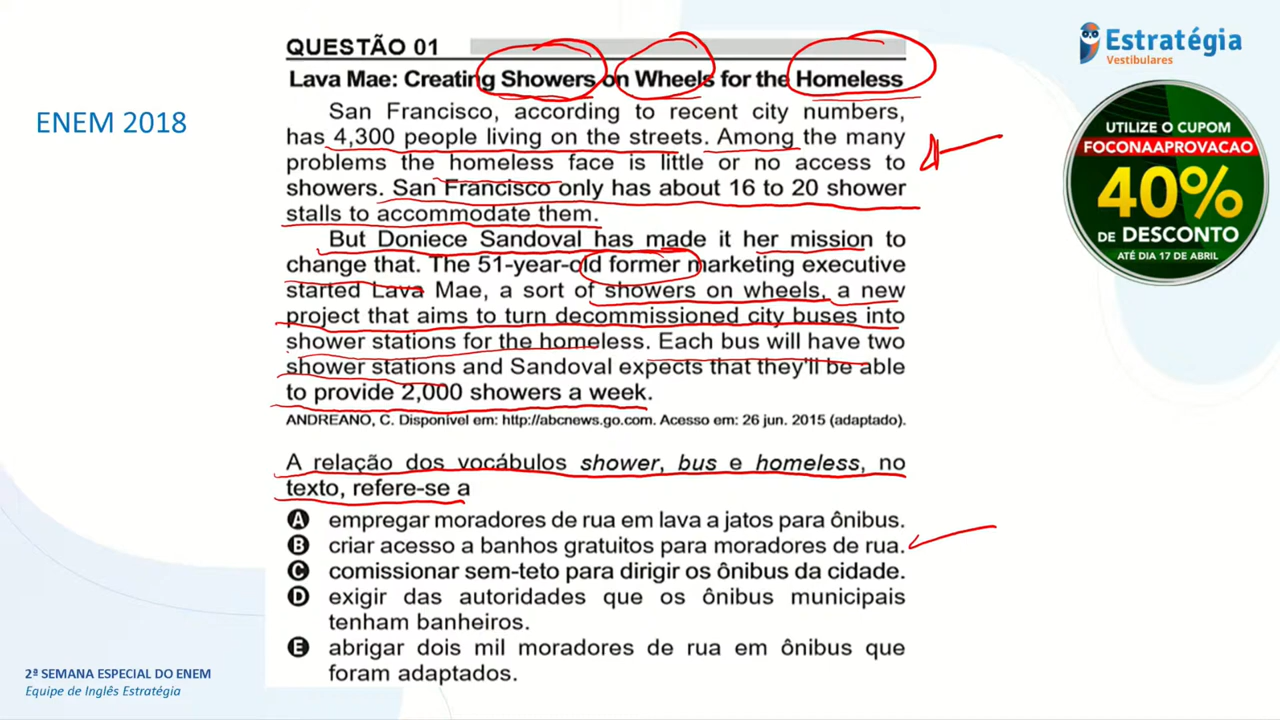 ENEM 2018
QUESTÃO 01
Lava Mae: Creating Showers on Wheels for the Homeless
San Francisco, according to recent city numbers,
has 4,300 people living on the streets. Among the many
problems the homeless face is little or no access to
showers. San Francisco only has about 16 to 20 shower
stalls to accommodate them.
But Doniece Sandoval has made it her mission to
change that. The 51-year-old former marketing executive
started Lava Mae, a sort of showers on wheels, a new
project that aims to turn decommissioned city buses into
shower stations for the homeless. Each bus will have two
shower stations and Sandoval expects that they'll be able
to provide 2,000 showers a week.
ANDREANO, C. Disponível em: http://abcnews.go.com. Acesso em: 26 jun. 2015 (adaptado).
A relação dos vocábulos shower, bus e homeless, no
texto, refere-se a
A empregar moradores de rua em lava a jatos para ônibus.
B criar acesso a banhos gratuitos para moradores de rua.
C comissionar sem-teto para dirigir os ônibus da cidade.
D exigir das autoridades que os ônibus municipais
tenham banheiros.
E abrigar dois mil moradores de rua em ônibus que
foram adaptados.
Estratégia
Vestibulares
UTILIZE O CUPOM
FOCONAAPROVACAO
40%
DE DESCONTO
ATÉ DIA 17 DE ABRIL
2ª SEMANA ESPECIAL DO ENEM
Equipe de Inglês Estratégia